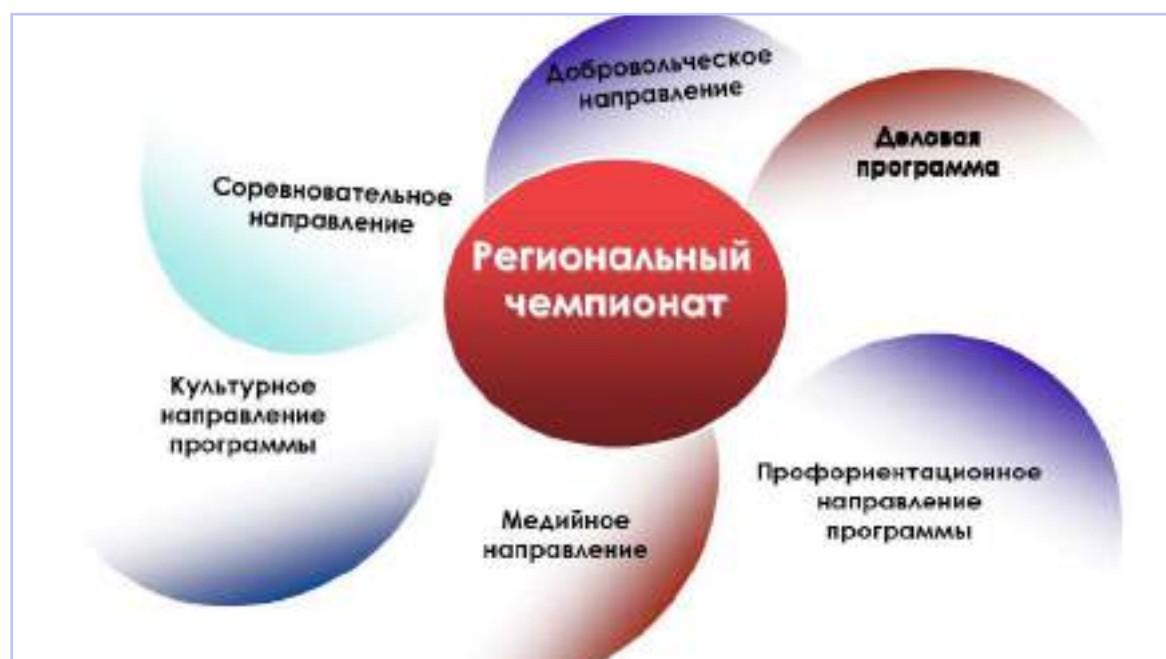 Добровольческое
направление
Деловая
программа
Соревновательное
направление
Региональный
чемпионат
Культурное
направление
программы
Профориентационное
направление
программы
Медийное
направление